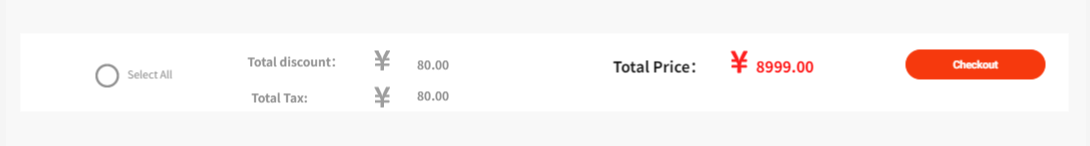 Select All
Total discount: ¥ 80.00
Total Tax: ¥ 80.00
Total Price: ¥ 8999.00
Checkout